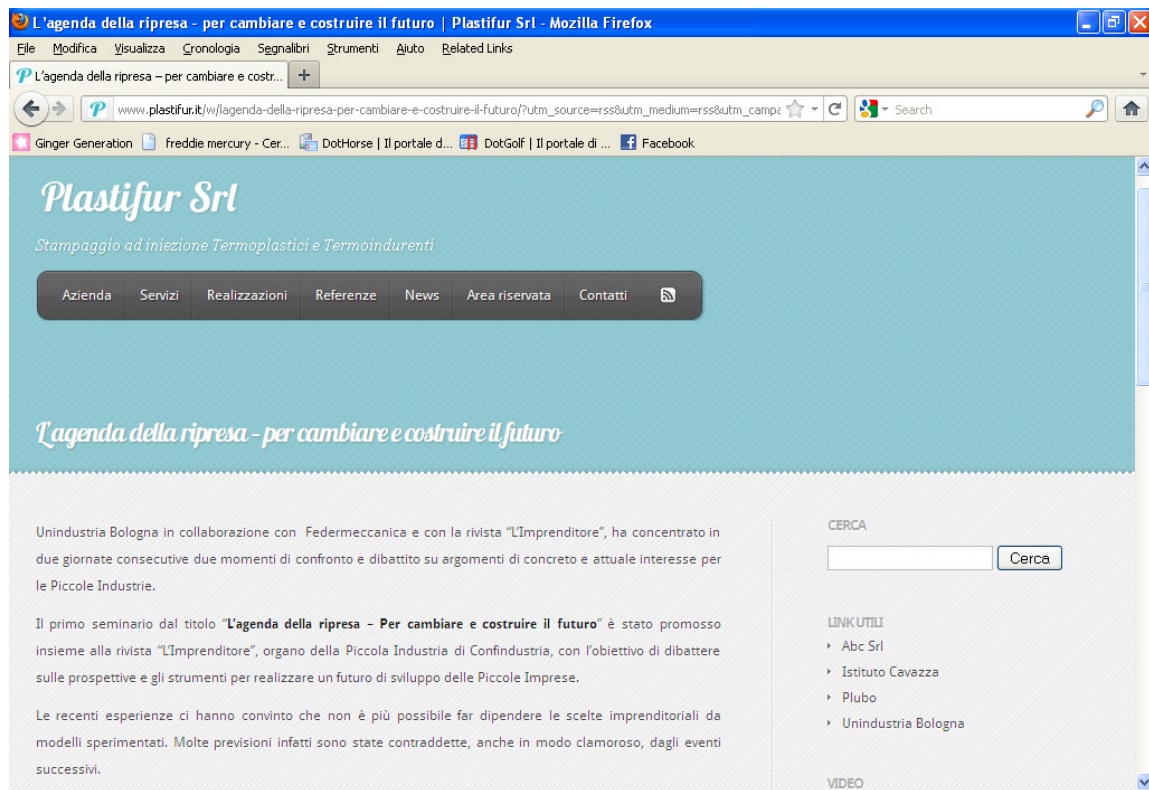 L'agenda della ripresa - per cambiare e costruire il futuro | Plastifur Srl - Mozilla Firefox
File Modifica Visualizza Cronologia Segnalibri Strumenti Aiuto Related Links
L'agenda della ripresa – per cambiare e costr...
www.plastifur.it/w/lagenda-della-ripresa-per-cambiare-e-costruire-il-futuro/?utm_source=rss&utm_medium=rss&utm_campa Search
Ginger Generation freddie mercury - Cer... DotHorse | Il portale d... DotGolf | Il portale di ... Facebook
Plastifur Srl
Stampaggio ad iniezione Termoplastici e Termoindurenti
Azienda Servizi Realizzazioni Referenze News Area riservata Contatti
L'agenda della ripresa – per cambiare e costruire il futuro
Unindustria Bologna in collaborazione con Federmeccanica e con la rivista “L'Imprenditore”, ha concentrato in
due giornate consecutive due momenti di confronto e dibattito su argomenti di concreto e attuale interesse per
le Piccole Industrie.
Il primo seminario dal titolo “L'agenda della ripresa – Per cambiare e costruire il futuro” è stato promosso
insieme alla rivista “L'Imprenditore”, organo della Piccola Industria di Confindustria, con l'obiettivo di dibattere
sulle prospettive e gli strumenti per realizzare un futuro di sviluppo delle Piccole Imprese.
Le recenti esperienze ci hanno convinto che non è più possibile far dipendere le scelte imprenditoriali da
modelli sperimentati. Molte previsioni infatti sono state contraddette, anche in modo clamoroso, dagli eventi
successivi.
CERCA
Cerca
LINK UTILI
Abc Srl
Istituto Cavazza
Plubo
Unindustria Bologna
VIDEO